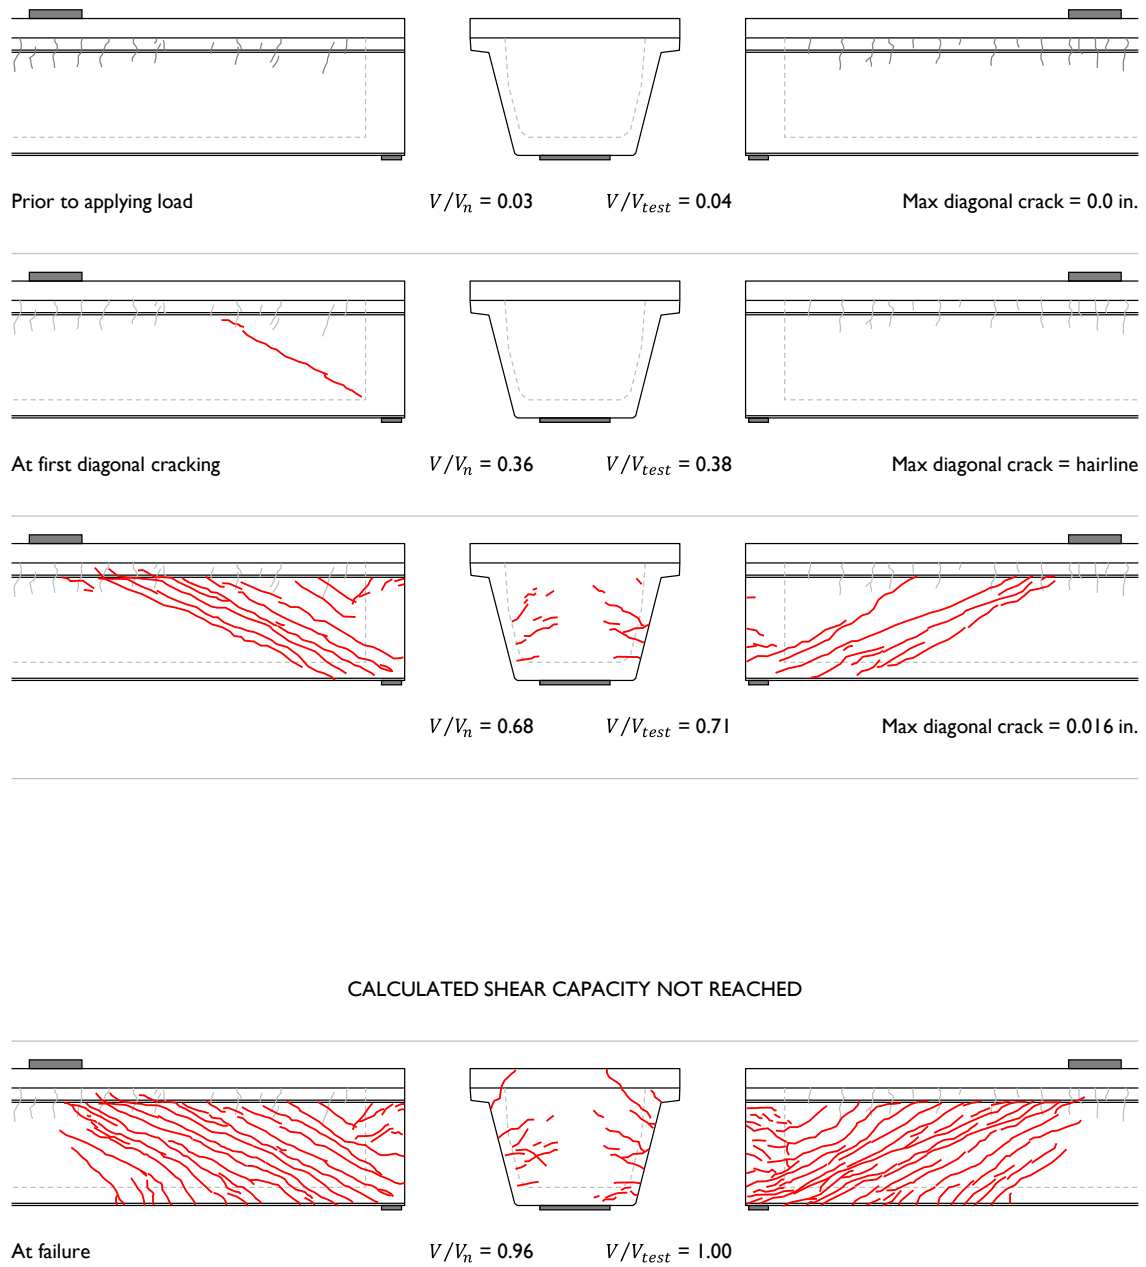 Prior to applying load V/Vn = 0.03 V/Vtest = 0.04 Max diagonal crack = 0.0 in.
At first diagonal cracking V/Vn = 0.36 V/Vtest = 0.38 Max diagonal crack = hairline
V/Vn = 0.68 V/Vtest = 0.71 Max diagonal crack = 0.016 in.
CALCULATED SHEAR CAPACITY NOT REACHED
At failure V/Vn = 0.96 V/Vtest = 1.00